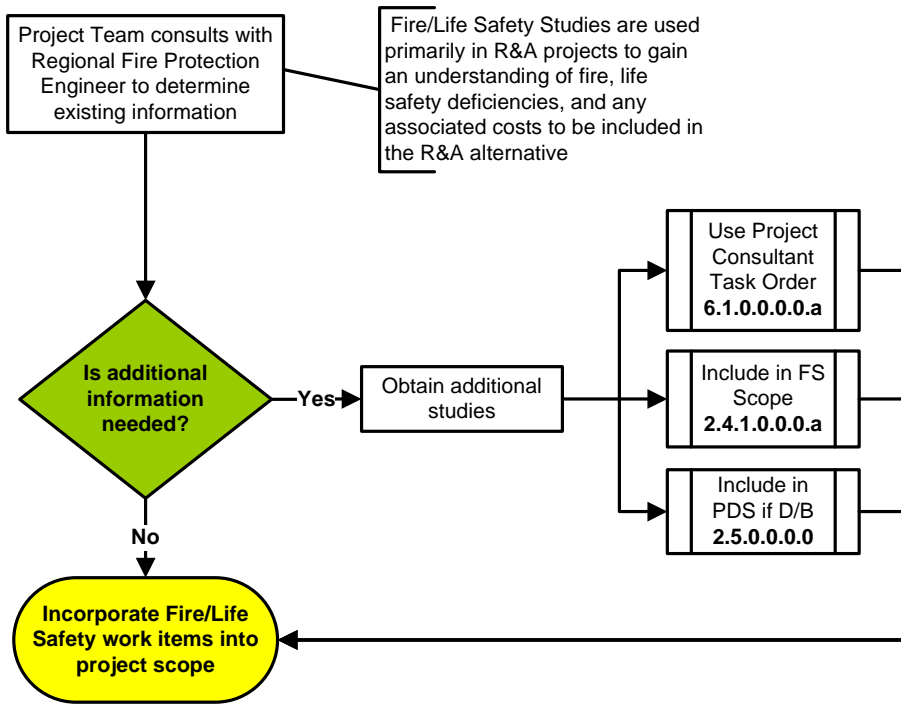 Project Team consults with
Regional Fire Protection
Engineer to determine
existing information
Fire/Life Safety Studies are used
primarily in R&A projects to gain
an understanding of fire, life
safety deficiencies, and any
associated costs to be included in
the R&A alternative
Is additional
information
needed?
Yes
Obtain additional
studies
Use Project
Consultant
Task Order
6.1.0.0.0.0.a
Include in FS
Scope
2.4.1.0.0.0.a
Include in
PDS if D/B
2.5.0.0.0.0
No
Incorporate Fire/Life
Safety work items into
project scope